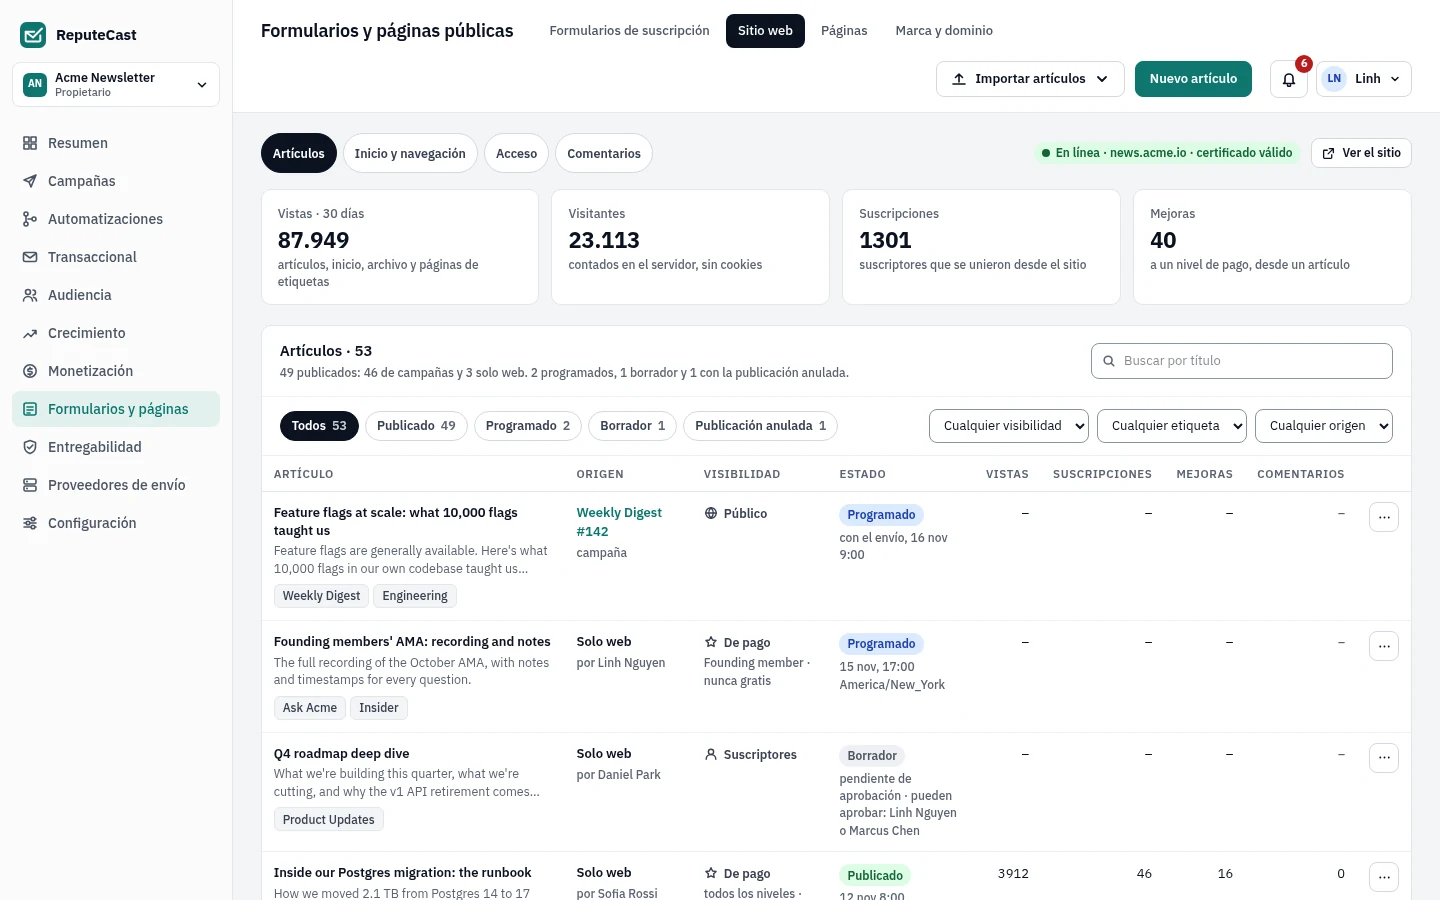 ReputeCast
AN
Acme Newsletter
Propietario
Resumen
Campañas
Automatizaciones
Transaccional
Audiencia
Crecimiento
Monetización
Formularios y páginas
Entregabilidad
Proveedores de envío
Configuración
Formularios y páginas públicas
Formularios de suscripción
Sitio web
Páginas
Marca y dominio
Importar artículos
Nuevo artículo
6
LN
Linh
Artículos
Inicio y navegación
Acceso
Comentarios
En línea · news.acme.io · certificado válido
Ver el sitio
Vistas · 30 días
87.949
artículos, inicio, archivo y páginas de
etiquetas
Visitantes
23.113
contados en el servidor, sin cookies
Suscripciones
1301
suscriptores que se unieron desde el sitio
Mejoras
40
a un nivel de pago, desde un artículo
Artículos · 53
49 publicados: 46 de campañas y 3 solo web. 2 programados, 1 borrador y 1 con la publicación anulada.
Buscar por título
Todos 53
Publicado 49
Programado 2
Borrador 1
Publicación anulada 1
Cualquier visibilidad
Cualquier etiqueta
Cualquier origen
ARTÍCULO
ORIGEN
VISIBILIDAD
ESTADO
VISTAS
SUSCRIPCIONES
MEJORAS
COMENTARIOS
Feature flags at scale: what 10,000 flags
taught us
Feature flags are generally available. Here's what
10,000 flags in our own codebase taught us...
Weekly Digest
Engineering
Weekly Digest
#142
campaña
Público
Programado
con el envío, 16 nov
9:00
–
–
–
–
Founding members' AMA: recording and notes
The full recording of the October AMA, with notes
and timestamps for every question.
Ask Acme
Insider
Solo web
por Linh Nguyen
De pago
Founding member ·
nunca gratis
Programado
15 nov, 17:00
America/New_York
–
–
–
–
Q4 roadmap deep dive
What we're building this quarter, what we're
cutting, and why the v1 API retirement comes...
Product Updates
Solo web
por Daniel Park
Suscriptores
Borrador
pendiente de
aprobación · pueden
aprobar: Linh Nguyen
o Marcus Chen
–
–
–
–
Inside our Postgres migration: the runbook
How we moved 2.1 TB from Postgres 14 to 17
Solo web
por Sofia Rossi
De pago
todos los niveles ·
Publicado
12 nov 8:00
3912
46
16
0